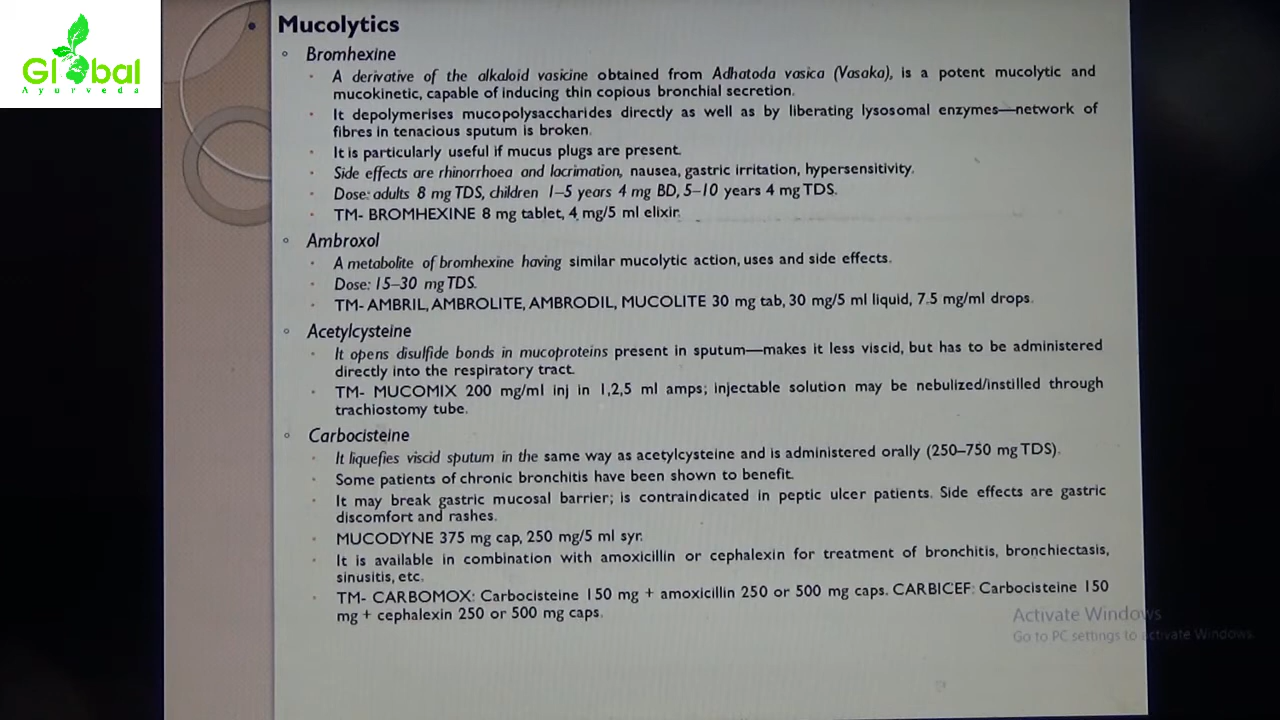 Global
Ayurveda
Mucolytics
Bromhexine
A derivative of the alkaloid vasicine obtained from Adhatoda vasica (Vasaka), is a potent mucolytic and
mucokinetic, capable of inducing thin copious bronchial secretion.
It depolymerises mucopolysaccharides directly as well as by liberating lysosomal enzymes—network of
fibres in tenacious sputum is broken.
It is particularly useful if mucus plugs are present.
Side effects are rhinorrhoea and lacrimation, nausea, gastric irritation, hypersensitivity.
Dose: adults 8 mg TDS, children 1–5 years 4 mg BD, 5–10 years 4 mg TDS.
TM- BROMHEXINE 8 mg tablet, 4 mg/5 ml elixir.
Ambroxol
A metabolite of bromhexine having similar mucolytic action, uses and side effects.
Dose: 15–30 mg TDS.
TM- AMBRIL, AMBROLITE, AMBRODIL, MUCOLITE 30 mg tab, 30 mg/5 ml liquid, 7.5 mg/ml drops.
Acetylcysteine
It opens disulfide bonds in mucoproteins present in sputum—makes it less viscid, but has to be administered
directly into the respiratory tract.
TM- MUCOMIX 200 mg/ml inj in 1,2,5 ml amps; injectable solution may be nebulized/instilled through
trachiostomy tube.
Carbocisteine
It liquefies viscid sputum in the same way as acetylcysteine and is administered orally (250–750 mg TDS).
Some patients of chronic bronchitis have been shown to benefit.
It may break gastric mucosal barrier; is contraindicated in peptic ulcer patients. Side effects are gastric
discomfort and rashes.
MUCODYNE 375 mg cap, 250 mg/5 ml syr.
It is available in combination with amoxicillin or cephalexin for treatment of bronchitis, bronchiectasis,
sinusitis, etc.
TM- CARBOMOX: Carbocisteine 150 mg + amoxicillin 250 or 500 mg caps. CARBICEF: Carbocisteine 150
mg + cephalexin 250 or 500 mg caps.
Activate Windows
Go to PC settings to activate Windows.